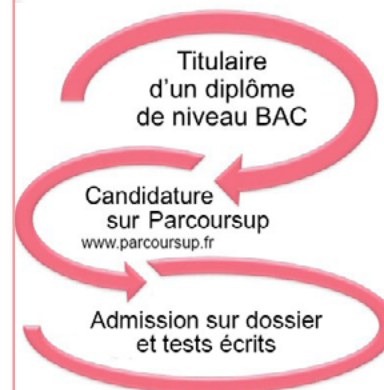 Titulaire
d'un diplôme
de niveau BAC
Candidature
sur Parcoursup
www.parcoursup.fr
Admission sur dossier
et tests écrits